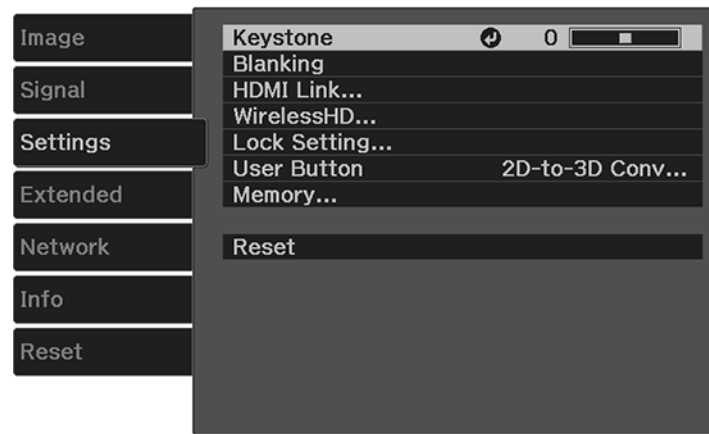 Image
Signal
Settings
Extended
Network
Info
Reset
Keystone 0
Blanking
HDMI Link...
WirelessHD...
Lock Setting...
User Button 2D-to-3D Conv...
Memory...
Reset